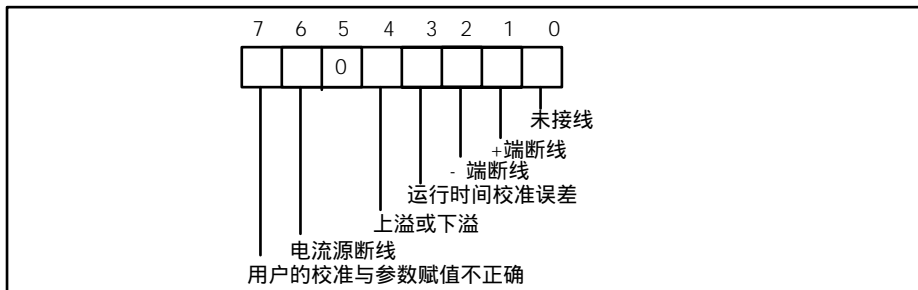 7 6 5 4 3 2 1 0
0
未接线
+端断线
- 端断线
运行时间校准误差
上溢或下溢
电流源断线
用户的校准与参数赋值不正确